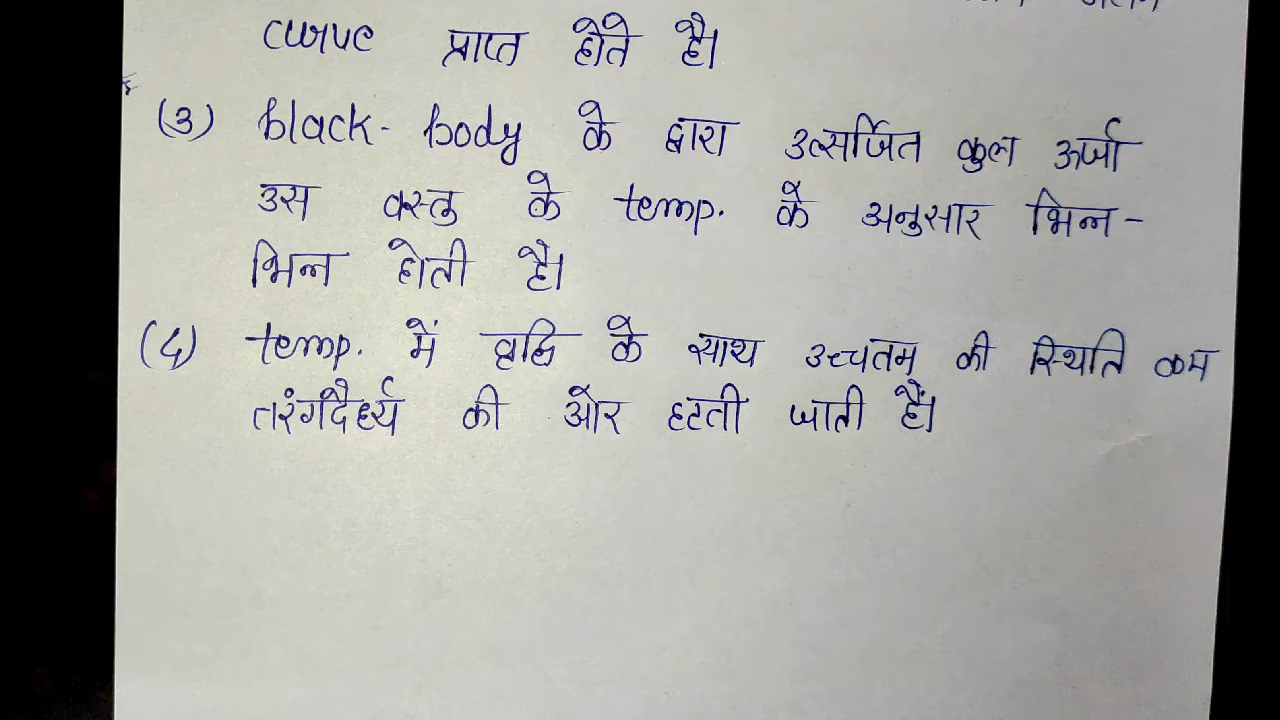 curve प्राप्त होते है।
(3) black-body के द्वारा उत्सर्जित कुल ऊर्जा
उस वस्तु के temp. के अनुसार भिन्न-
भिन्न होती है।
(4) temp. में वृद्धि के साथ उच्चतम की स्थिति कम
तरंगदैर्ध्य की ओर हटती जाती हैं।